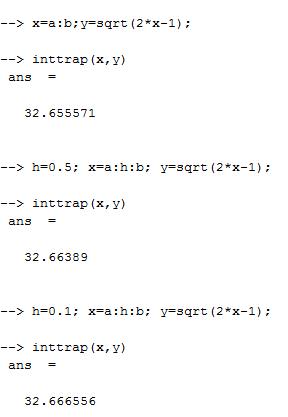 --> x=a:b;y=sqrt(2*x-1);
--> inttrap(x,y)
ans  =
32.655571
--> h=0.5; x=a:h:b; y=sqrt(2*x-1);
--> inttrap(x,y)
ans  =
32.66389
--> h=0.1; x=a:h:b; y=sqrt(2*x-1);
--> inttrap(x,y)
ans  =
32.666556